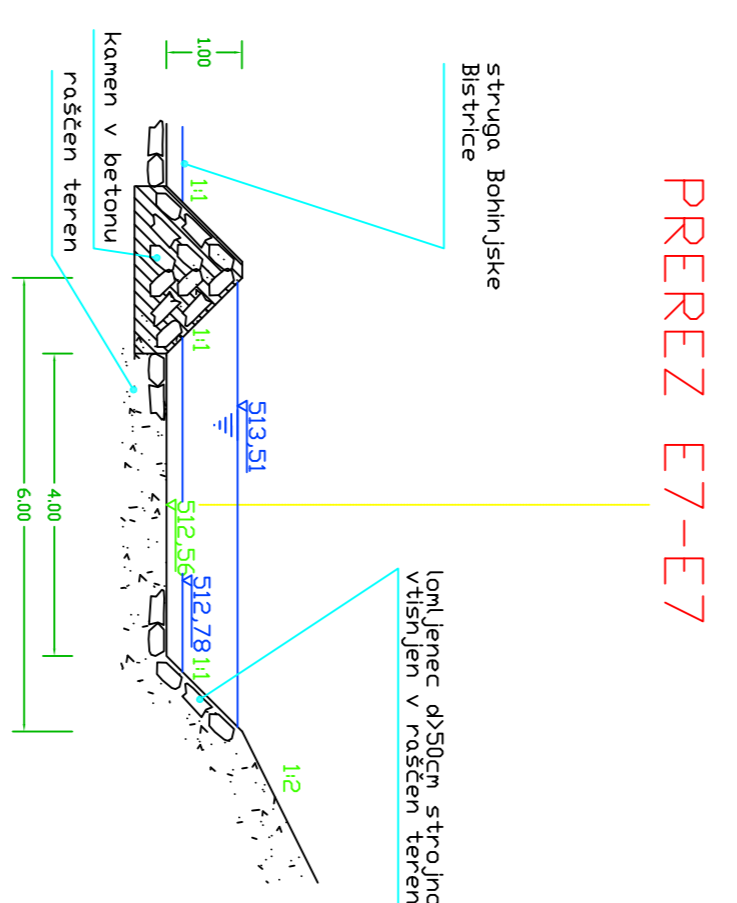 PREREZ E7-E7
struga Bohinjske
Bistrice
lomljenec d>50cm strojno
vtisnjen v raščen teren
1.00
kamen v betonu
raščen teren
1:1
1:1
513,51
512,56
512,78
1:1
1:2
4.00
6.00